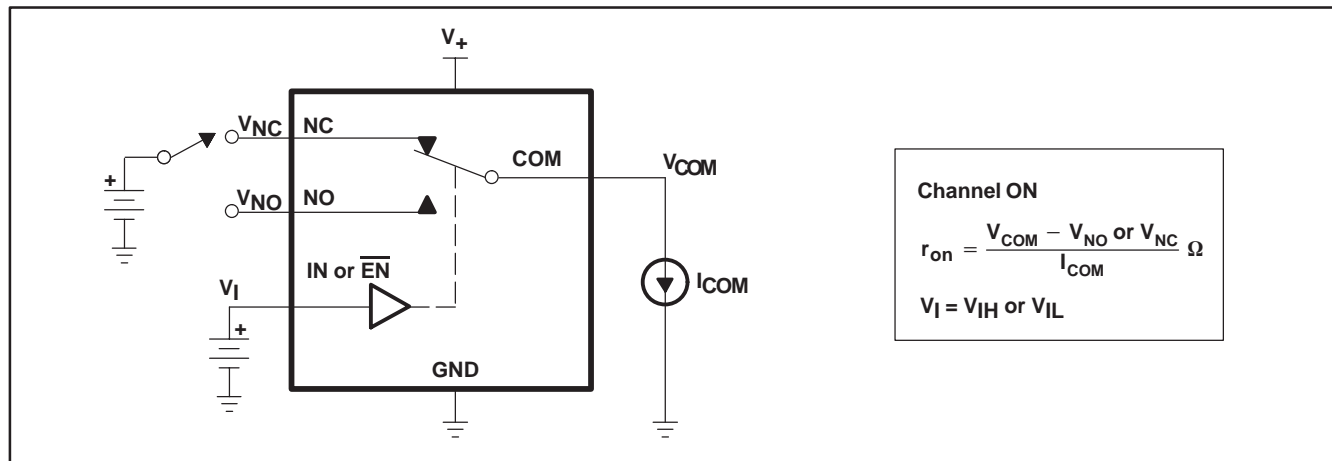 V+
VNC NC
COM
VCOM
+
VNO NO
IN or E̅N̅
VI
+
ICOM
GND
Channel ON
ron = (VCOM − VNO or VNC) / ICOM Ω
VI = VIH or VIL